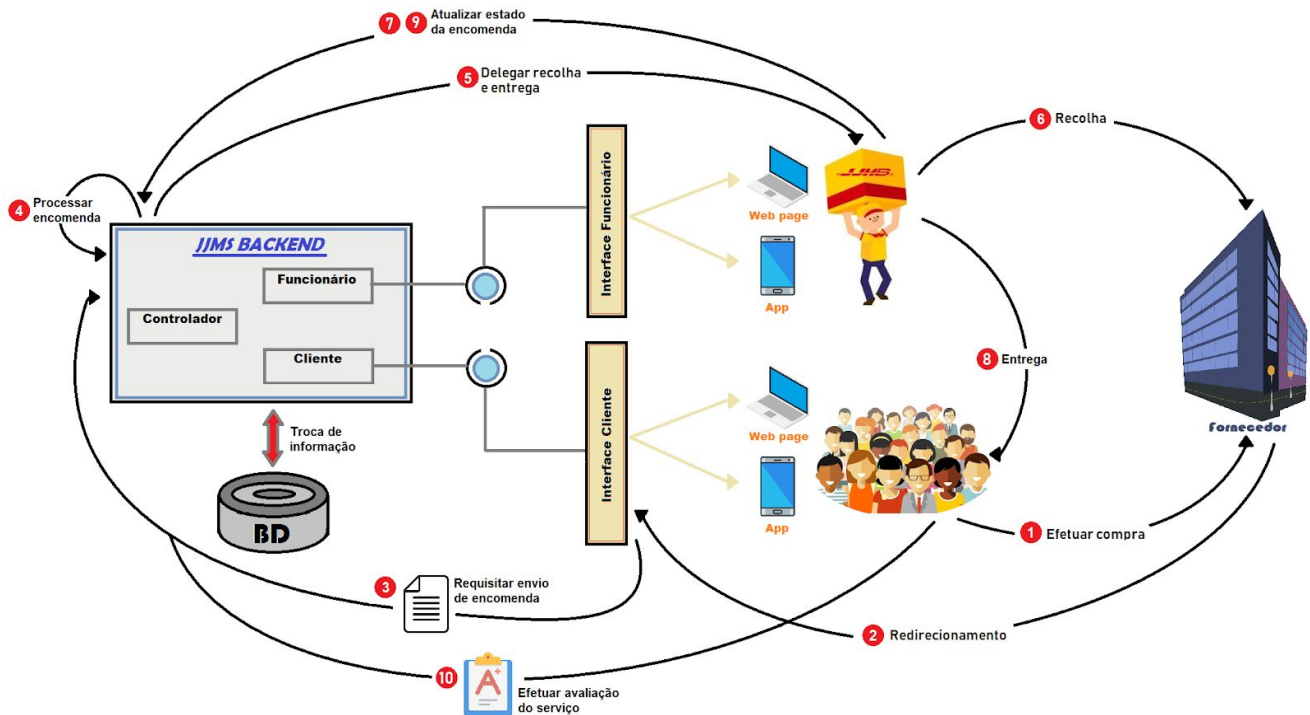 7 9 Atualizar estado
da encomenda
5 Delegar recolha
e entrega
6 Recolha
4 Processar
encomenda
JJMS BACKEND
Funcionário
Controlador
Cliente
Interface Funcionário
Web page
App
JJMS
8 Entrega
Fornecedor
Troca de
informação
BD
Interface Cliente
Web page
App
1 Efetuar compra
3 Requisitar envio
de encomenda
2 Redirecionamento
10 A+ Efetuar avaliação
do serviço